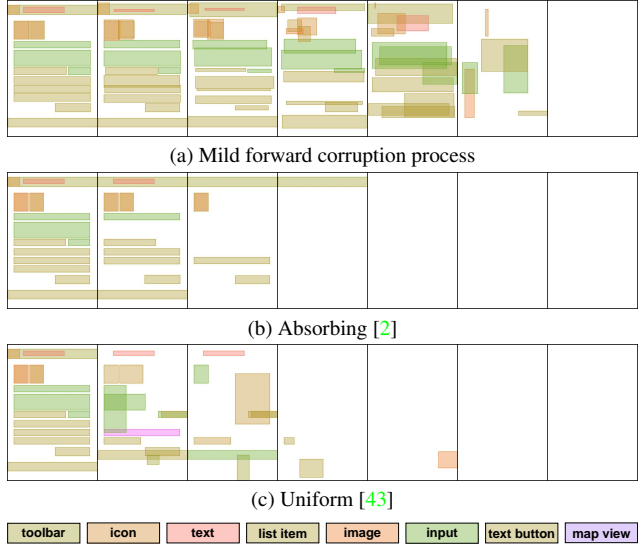 (a) Mild forward corruption process
(b) Absorbing [2]
(c) Uniform [43]
toolbar icon text list item image input text button map view